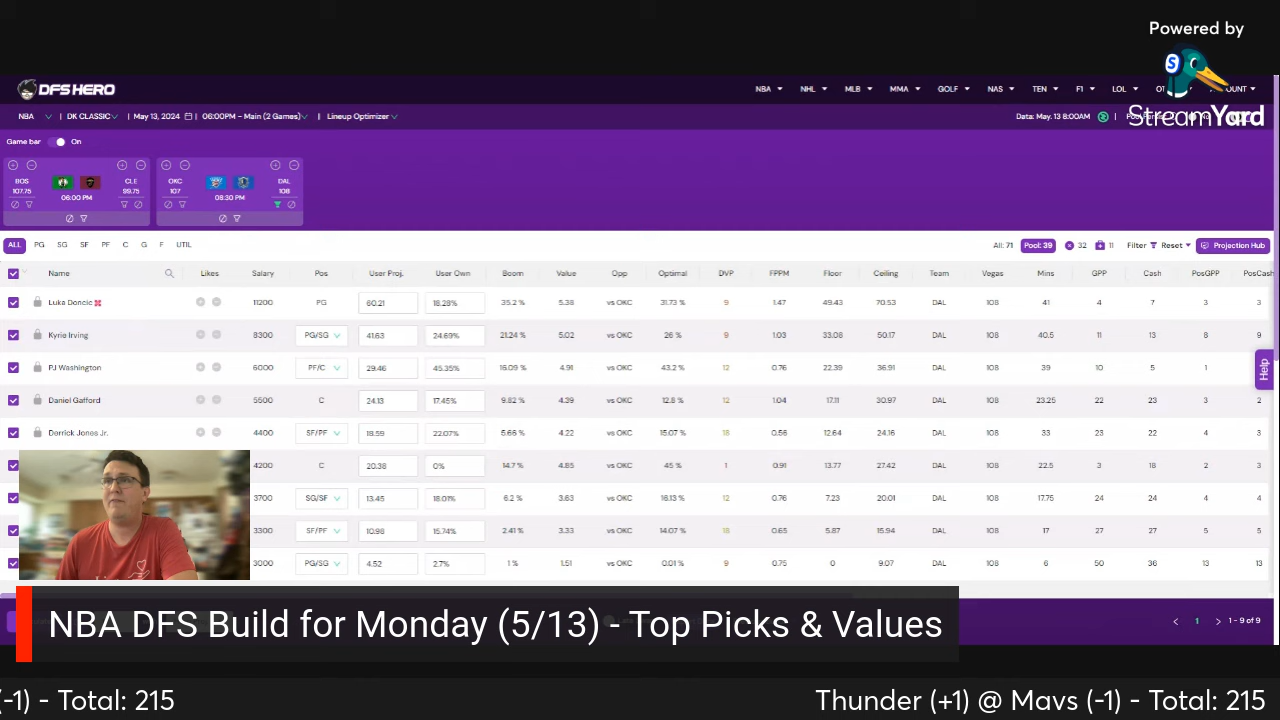 Powered by
StreamYard
DFS HERO
NBA NHL MLB MMA GOLF NAS TEN F1 LOL
NBA | DK CLASSIC | May 13, 2024 | 06:00PM - Main (2 Games) | Lineup Optimizer
Data: May. 13 8:00AM
Game bar On
BOS 107.75 06:00 PM CLE 99.75
OKC 107 08:30 PM DAL 108
ALL PG SG SF PF C G F UTIL
All: 71 Pool: 39 32 11 Filter Reset Projection Hub
Name Likes Salary Pos User Proj. User Own Boom Value Opp Optimal DVP FPPM Floor Ceiling Team Vegas Mins GPP Cash PosGPP PosCash
Luka Doncic 11200 PG 60.21 18.28% 35.2 % 5.38 vs OKC 31.73 % 9 1.47 49.43 70.53 DAL 108 41 4 7 3 3
Kyrie Irving 8300 PG/SG 41.63 24.69% 21.24 % 5.02 vs OKC 26 % 9 1.03 33.08 50.17 DAL 108 40.5 11 13 8 9
PJ Washington 6000 PF/C 29.46 45.35% 16.09 % 4.91 vs OKC 43.2 % 12 0.76 22.39 36.91 DAL 108 39 10 5 1
Daniel Gafford 5500 C 24.13 17.45% 9.82 % 4.39 vs OKC 12.8 % 12 1.04 17.11 30.97 DAL 108 23.25 22 23 3 2
Derrick Jones Jr. 4400 SF/PF 18.59 22.07% 5.66 % 4.22 vs OKC 15.07 % 18 0.56 12.64 24.16 DAL 108 33 23 22 4 3
4200 C 20.38 0% 14.7 % 4.85 vs OKC 45 % 1 0.91 13.77 27.42 DAL 108 22.5 3 18 2 3
3700 SG/SF 13.45 18.01% 6.2 % 3.63 vs OKC 16.13 % 12 0.76 7.23 20.01 DAL 108 17.75 24 24 4 4
3300 SF/PF 10.98 15.74% 2.41 % 3.33 vs OKC 14.07 % 18 0.65 5.87 15.94 DAL 108 17 27 27 5 5
3000 PG/SG 4.52 2.7% 1 % 1.51 vs OKC 0.01 % 9 0.75 0 9.07 DAL 108 6 50 36 13 13
Help
NBA DFS Build for Monday (5/13) - Top Picks & Values
1 1 - 9 of 9
(-1) - Total: 215 Thunder (+1) @ Mavs (-1) - Total: 215